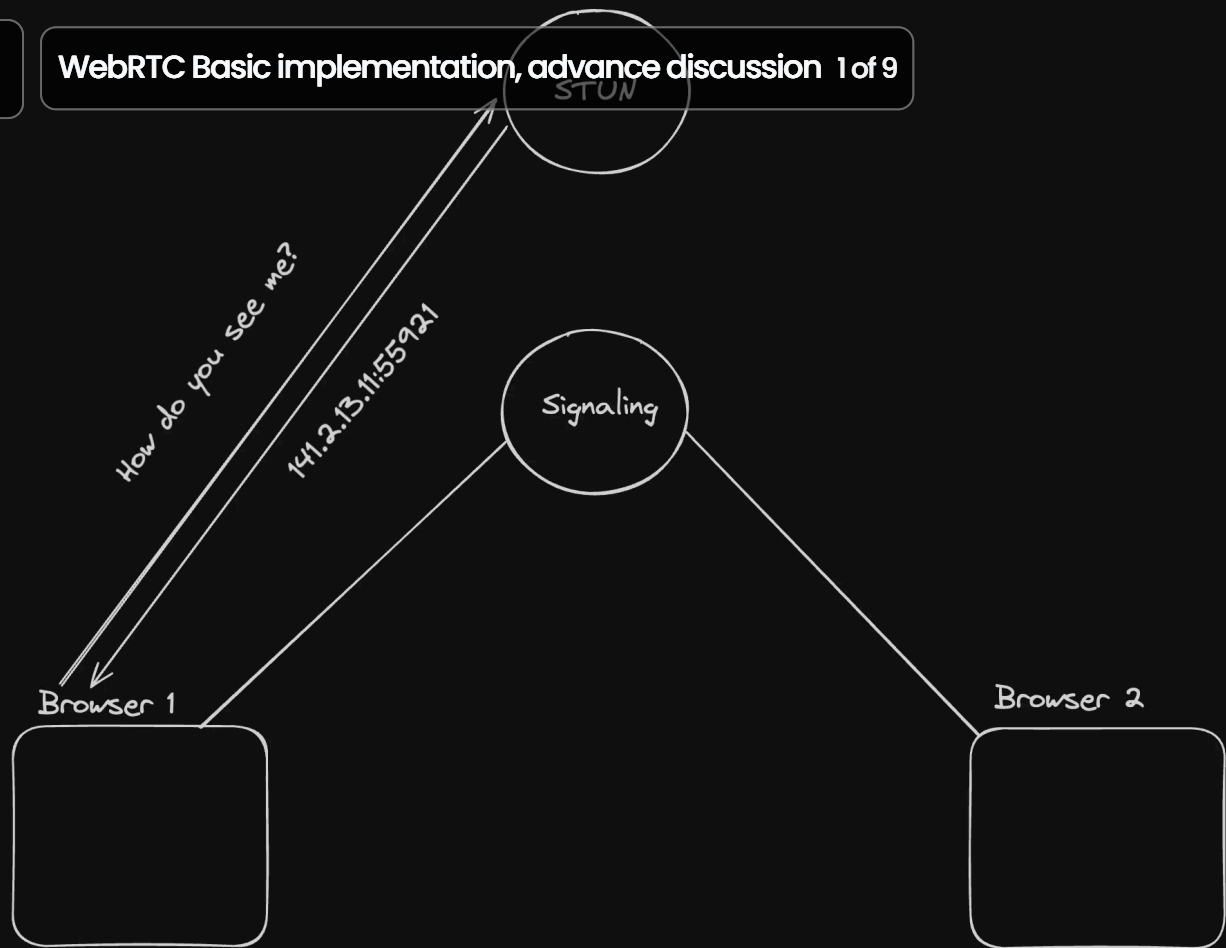 WebRTC Basic implementation, advance discussion 1 of 9
STUN
How do you see me?
141.2.13.11:55921
Signaling
Browser 1
Browser 2